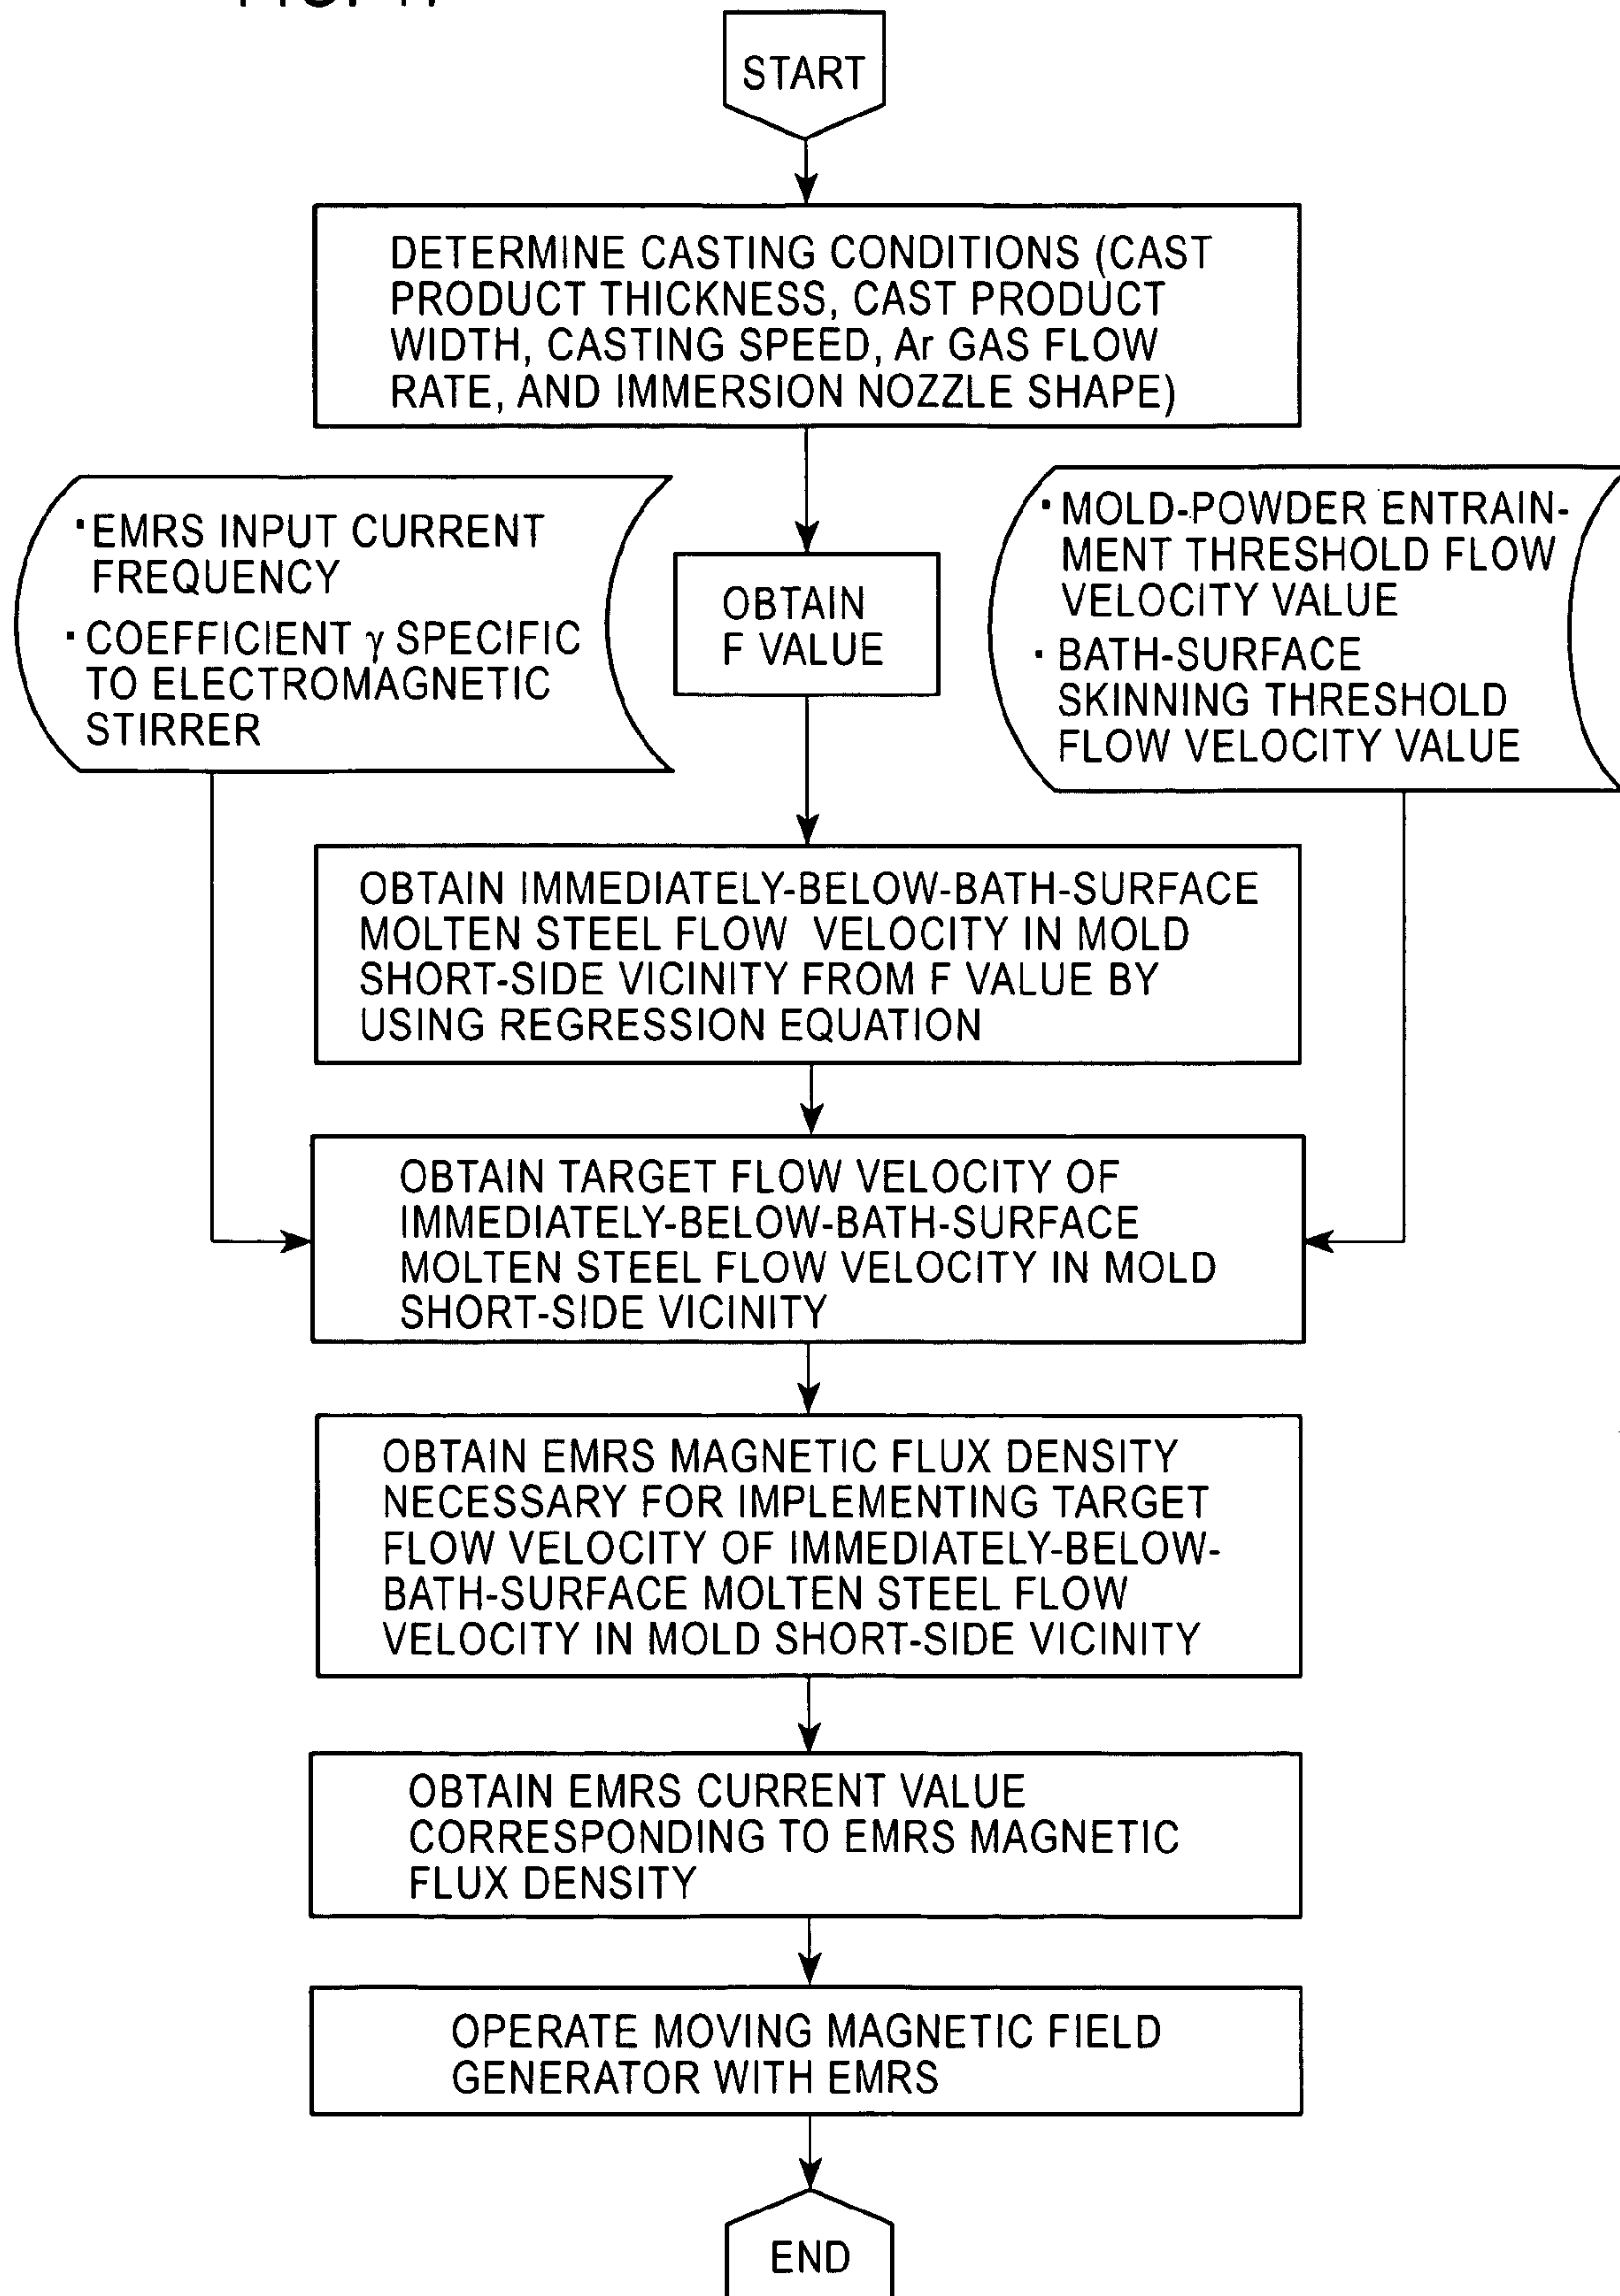 START
DETERMINE CASTING CONDITIONS (CAST
PRODUCT THICKNESS, CAST PRODUCT
WIDTH, CASTING SPEED, Ar GAS FLOW
RATE, AND IMMERSION NOZZLE SHAPE)
· EMRS INPUT CURRENT
FREQUENCY
· COEFFICIENT γ SPECIFIC
TO ELECTROMAGNETIC
STIRRER
OBTAIN
F VALUE
· MOLD-POWDER ENTRAIN-
MENT THRESHOLD FLOW
VELOCITY VALUE
· BATH-SURFACE
SKINNING THRESHOLD
FLOW VELOCITY VALUE
OBTAIN IMMEDIATELY-BELOW-BATH-SURFACE
MOLTEN STEEL FLOW VELOCITY IN MOLD
SHORT-SIDE VICINITY FROM F VALUE BY
USING REGRESSION EQUATION
OBTAIN TARGET FLOW VELOCITY OF
IMMEDIATELY-BELOW-BATH-SURFACE
MOLTEN STEEL FLOW VELOCITY IN MOLD
SHORT-SIDE VICINITY
OBTAIN EMRS MAGNETIC FLUX DENSITY
NECESSARY FOR IMPLEMENTING TARGET
FLOW VELOCITY OF IMMEDIATELY-BELOW-
BATH-SURFACE MOLTEN STEEL FLOW
VELOCITY IN MOLD SHORT-SIDE VICINITY
OBTAIN EMRS CURRENT VALUE
CORRESPONDING TO EMRS MAGNETIC
FLUX DENSITY
OPERATE MOVING MAGNETIC FIELD
GENERATOR WITH EMRS
END